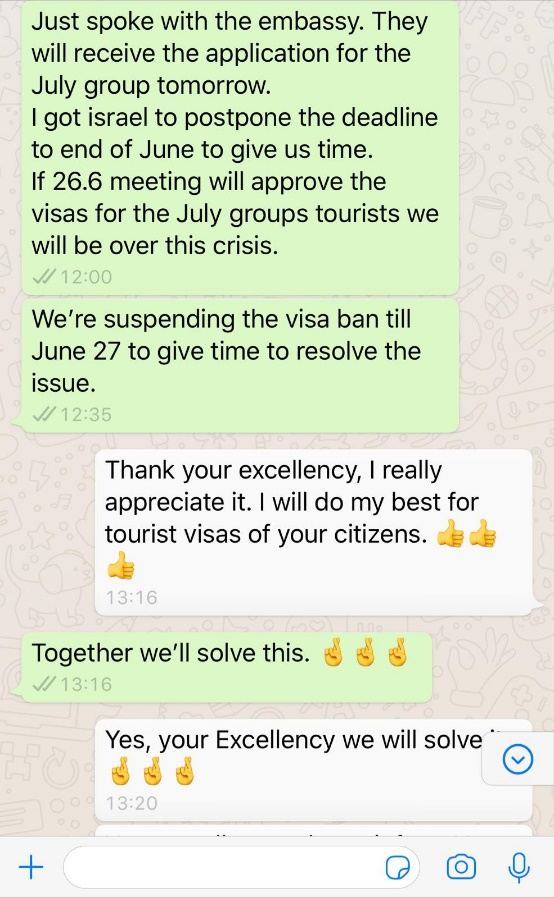 Just spoke with the embassy. They
will receive the application for the
July group tomorrow.
I got israel to postpone the deadline
to end of June to give us time.
If 26.6 meeting will approve the
visas for the July groups tourists we
will be over this crisis.
12:00
We’re suspending the visa ban till
June 27 to give time to resolve the
issue.
12:35
Thank your excellency, I really
appreciate it. I will do my best for
tourist visas of your citizens. 👍👍
👍
13:16
Together we’ll solve this. 🤞🤞🤞
13:16
Yes, your Excellency we will solve
🤞🤞🤞
13:20